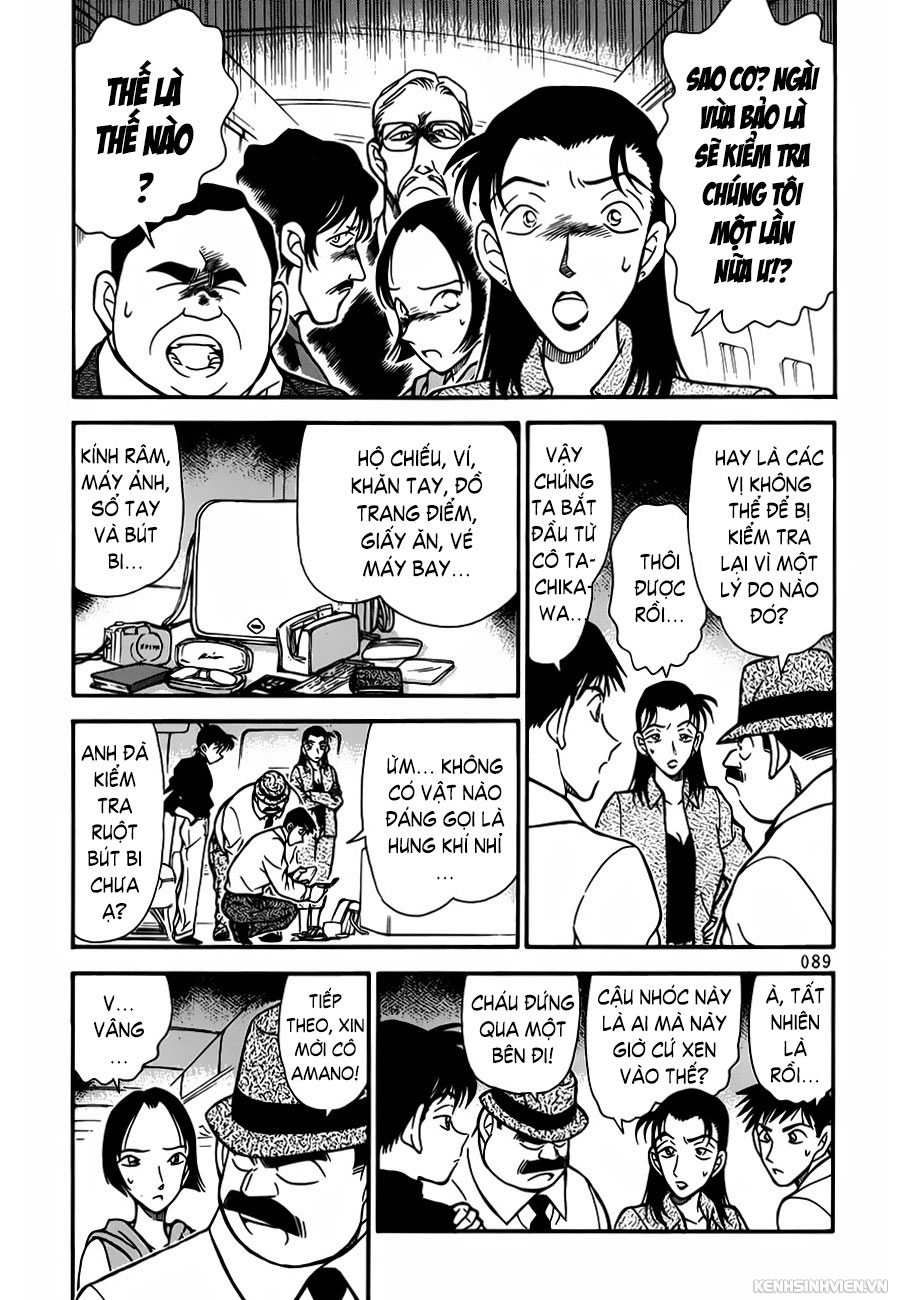 SAO CƠ? NGÀI
VỪA BẢO LÀ
SẼ KIỂM TRA
CHÚNG TÔI
MỘT LẦN
NỮA Ư!?
THẾ LÀ
THẾ NÀO
?
HAY LÀ CÁC
VỊ KHÔNG
THỂ ĐỂ BỊ
KIỂM TRA
LẠI VÌ MỘT
LÝ DO NÀO
ĐÓ?
THÔI
ĐƯỢC
RỒI...
VẬY
CHÚNG
TA BẮT
ĐẦU TỪ
CÔ TA-
CHIKA-
WA...
HỘ CHIẾU, VÍ,
KHĂN TAY, ĐỒ
TRANG ĐIỂM,
GIẤY ĂN, VÉ
MÁY BAY...
KÍNH RÂM,
MÁY ẢNH,
SỔ TAY
VÀ BÚT
BI...
ỪM... KHÔNG
CÓ VẬT NÀO
ĐÁNG GỌI LÀ
HUNG KHÍ NHỈ
...
ANH ĐÃ
KIỂM
TRA
RUỘT
BÚT BI
CHƯA
Ạ?
089
À, TẤT
NHIÊN
LÀ
RỒI...
CẬU NHÓC NÀY
LÀ AI MÀ NÃY
GIỜ CỨ XEN
VÀO THẾ?
CHÁU ĐỨNG
QUA MỘT
BÊN ĐI!
TIẾP
THEO, XIN
MỜI CÔ
AMANO!
V...
VÂNG
...
KENHSINHVIEN.VN